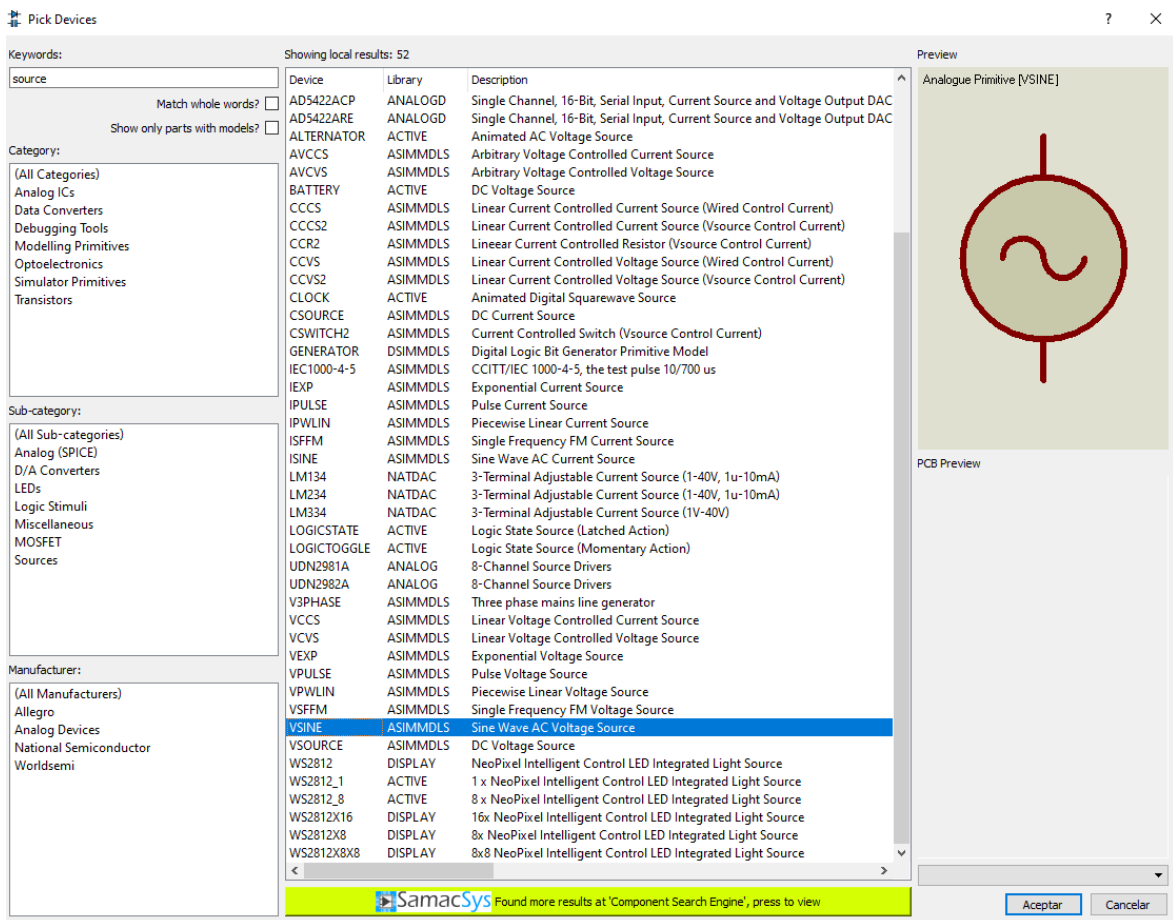 Pick Devices
?
Keywords:
source
Match whole words?
Show only parts with models?
Category:
(All Categories)
Analog ICs
Data Converters
Debugging Tools
Modelling Primitives
Optoelectronics
Simulator Primitives
Transistors
Sub-category:
(All Sub-categories)
Analog (SPICE)
D/A Converters
LEDs
Logic Stimuli
Miscellaneous
MOSFET
Sources
Manufacturer:
(All Manufacturers)
Allegro
Analog Devices
National Semiconductor
Worldsemi
Showing local results: 52
Device Library Description
AD5422ACP ANALOGD Single Channel, 16-Bit, Serial Input, Current Source and Voltage Output DAC
AD5422ARE ANALOGD Single Channel, 16-Bit, Serial Input, Current Source and Voltage Output DAC
ALTERNATOR ACTIVE Animated AC Voltage Source
AVCCS ASIMMDLS Arbitrary Voltage Controlled Current Source
AVCVS ASIMMDLS Arbitrary Voltage Controlled Voltage Source
BATTERY ACTIVE DC Voltage Source
CCCS ASIMMDLS Linear Current Controlled Current Source (Wired Control Current)
CCCS2 ASIMMDLS Linear Current Controlled Current Source (Vsource Control Current)
CCR2 ASIMMDLS Lineear Current Controlled Resistor (Vsource Control Current)
CCVS ASIMMDLS Linear Current Controlled Voltage Source (Wired Control Current)
CCVS2 ASIMMDLS Linear Current Controlled Voltage Source (Vsource Control Current)
CLOCK ACTIVE Animated Digital Squarewave Source
CSOURCE ASIMMDLS DC Current Source
CSWITCH2 ASIMMDLS Current Controlled Switch (Vsource Control Current)
GENERATOR DSIMMDLS Digital Logic Bit Generator Primitive Model
IEC1000-4-5 ASIMMDLS CCITT/IEC 1000-4-5, the test pulse 10/700 us
IEXP ASIMMDLS Exponential Current Source
IPULSE ASIMMDLS Pulse Current Source
IPWLIN ASIMMDLS Piecewise Linear Current Source
ISFFM ASIMMDLS Single Frequency FM Current Source
ISINE ASIMMDLS Sine Wave AC Current Source
LM134 NATDAC 3-Terminal Adjustable Current Source (1-40V, 1u-10mA)
LM234 NATDAC 3-Terminal Adjustable Current Source (1-40V, 1u-10mA)
LM334 NATDAC 3-Terminal Adjustable Current Source (1V-40V)
LOGICSTATE ACTIVE Logic State Source (Latched Action)
LOGICTOGGLE ACTIVE Logic State Source (Momentary Action)
UDN2981A ANALOG 8-Channel Source Drivers
UDN2982A ANALOG 8-Channel Source Drivers
V3PHASE ASIMMDLS Three phase mains line generator
VCCS ASIMMDLS Linear Voltage Controlled Current Source
VCVS ASIMMDLS Linear Voltage Controlled Voltage Source
VEXP ASIMMDLS Exponential Voltage Source
VPULSE ASIMMDLS Pulse Voltage Source
VPWLIN ASIMMDLS Piecewise Linear Voltage Source
VSFFM ASIMMDLS Single Frequency FM Voltage Source
VSINE ASIMMDLS Sine Wave AC Voltage Source
VSOURCE ASIMMDLS DC Voltage Source
WS2812 DISPLAY NeoPixel Intelligent Control LED Integrated Light Source
WS2812_1 ACTIVE 1 x NeoPixel Intelligent Control LED Integrated Light Source
WS2812_8 ACTIVE 8 x NeoPixel Intelligent Control LED Integrated Light Source
WS2812X16 DISPLAY 16x NeoPixel Intelligent Control LED Integrated Light Source
WS2812X8 DISPLAY 8x NeoPixel Intelligent Control LED Integrated Light Source
WS2812X8X8 DISPLAY 8x8 NeoPixel Intelligent Control LED Integrated Light Source
SamacSys Found more results at 'Component Search Engine', press to view
Preview
Analogue Primitive [VSINE]
PCB Preview
Aceptar Cancelar